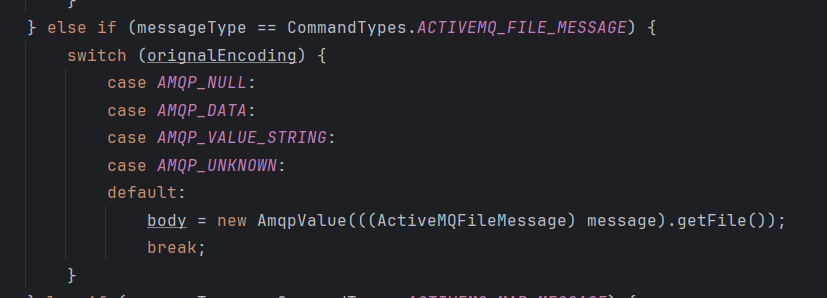 }
} else if (messageType == CommandTypes.ACTIVEMQ_FILE_MESSAGE) {
switch (orignalEncoding) {
case AMQP_NULL:
case AMQP_DATA:
case AMQP_VALUE_STRING:
case AMQP_UNKNOWN:
default:
body = new AmqpValue(((ActiveMQFileMessage) message).getFile());
break;
}